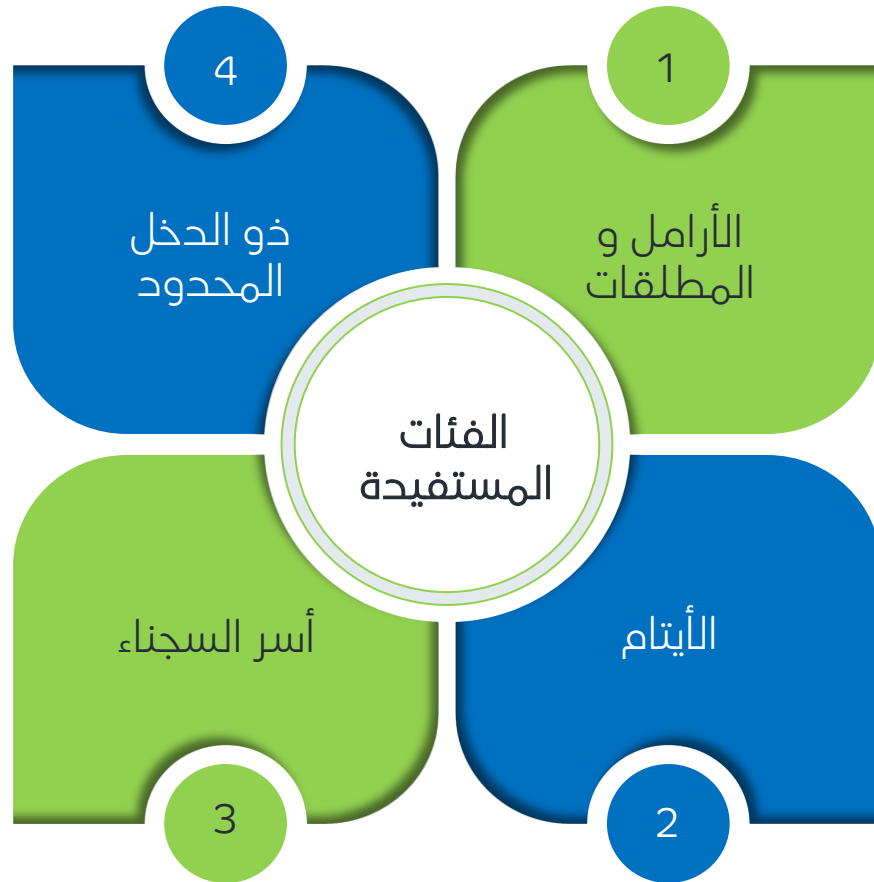 الفئات
المستفيدة
1
الأرامل و
المطلقات
2
الأيتام
3
أسر السجناء
4
ذو الدخل
المحدود